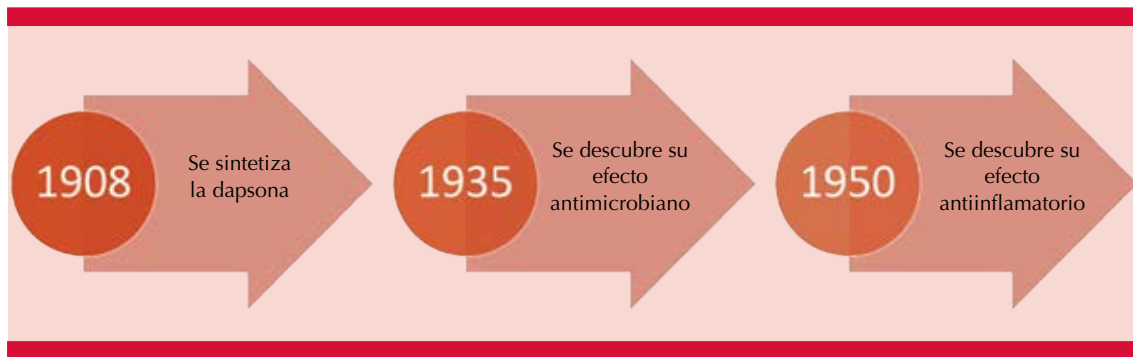 1908
Se sintetiza
la dapsona
1935
Se descubre su
efecto
antimicrobiano
1950
Se descubre su
efecto
antiinflamatorio